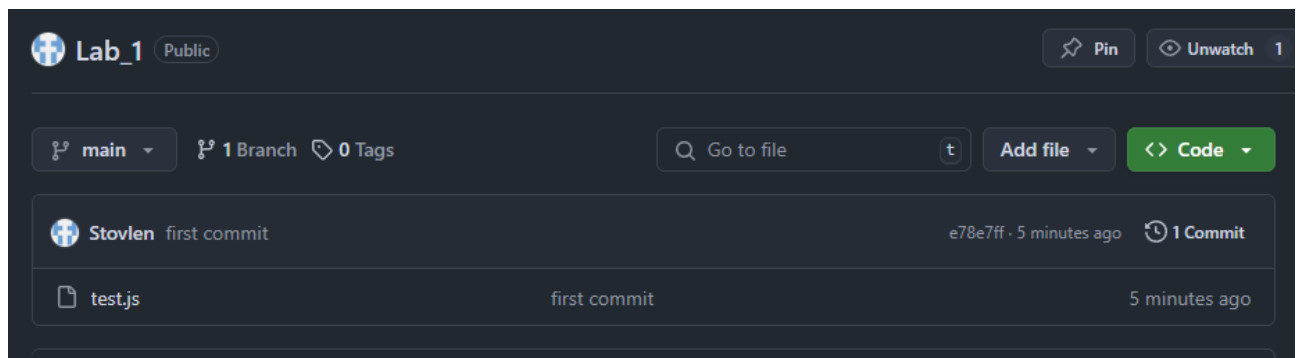 Lab_1 Public Pin Unwatch 1
main 1 Branch 0 Tags Go to file t Add file <> Code
Stovlen first commit e78e7ff · 5 minutes ago 1 Commit
test.js first commit 5 minutes ago